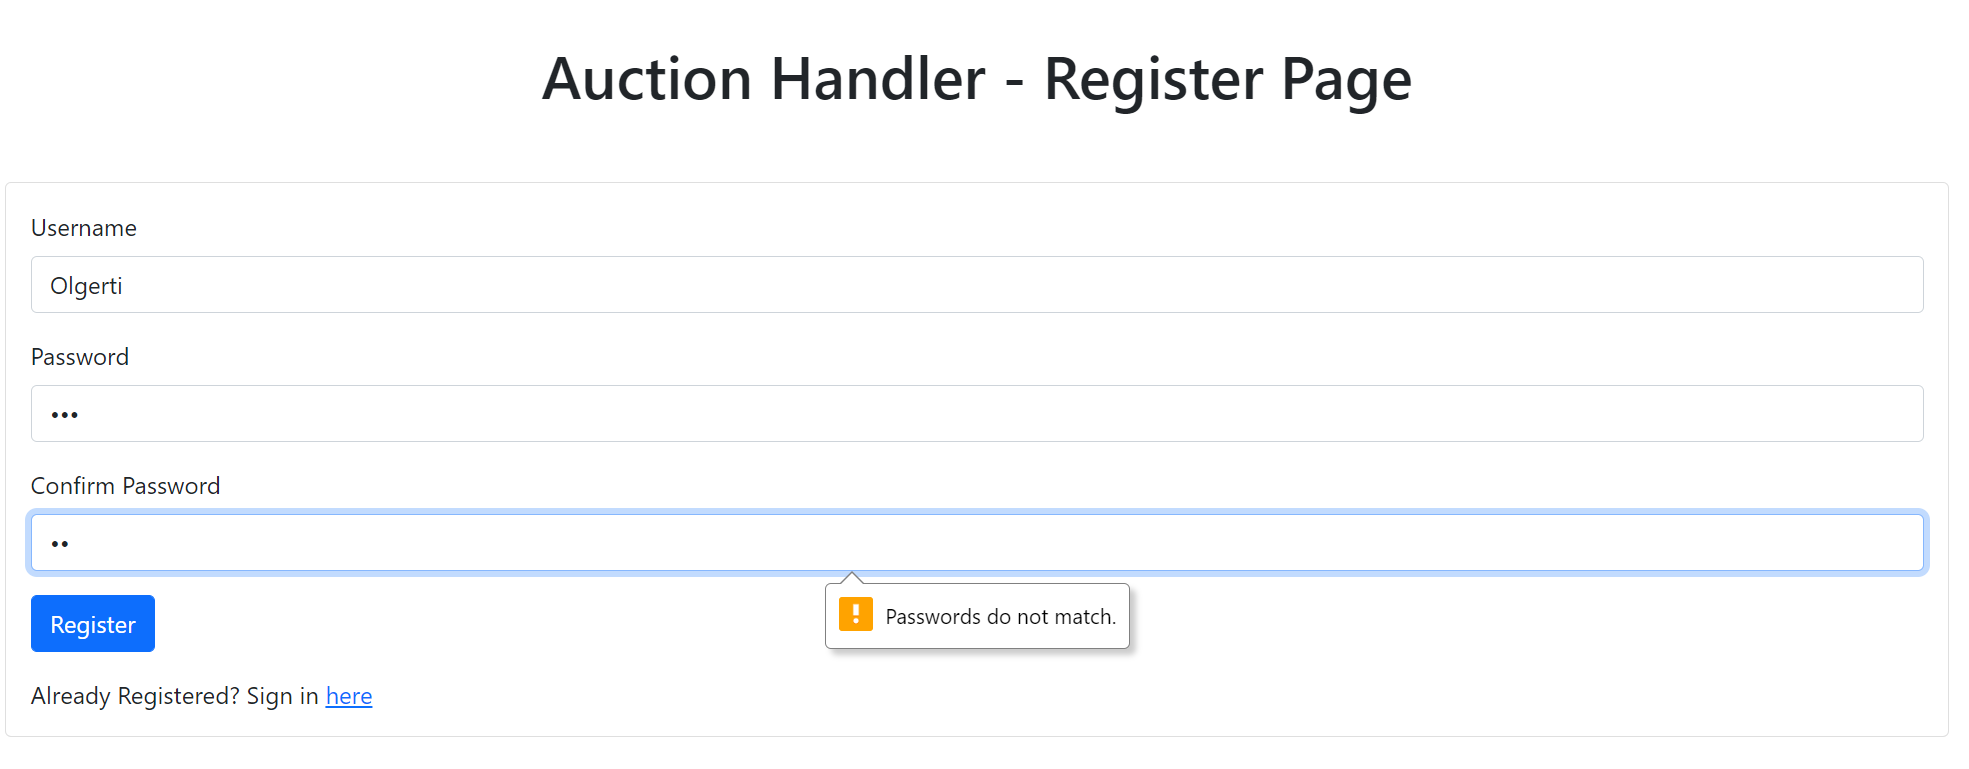 Auction Handler - Register Page
Username
Olgerti
Password
•••
Confirm Password
••
Passwords do not match.
Register
Already Registered? Sign in here